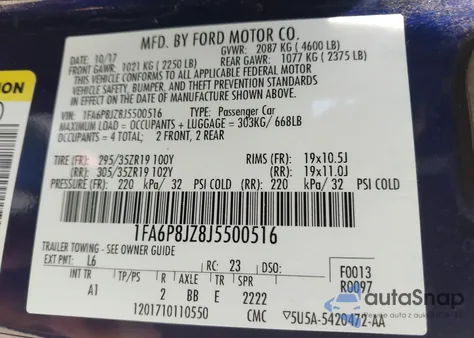 MFD. BY FORD MOTOR CO.
DATE: 10/17
GVWR: 2087 KG ( 4600 LB)
FRONT GAWR: 1021 KG ( 2250 LB)
REAR GAWR: 1077 KG ( 2375 LB)
THIS VEHICLE CONFORMS TO ALL APPLICABLE FEDERAL MOTOR
VEHICLE SAFETY, BUMPER, AND THEFT PREVENTION STANDARDS
IN EFFECT ON THE DATE OF MANUFACTURE SHOWN ABOVE.
VIN: 1FA6P8JZ8J5500516 TYPE: Passenger Car
MAXIMUM LOAD = OCCUPANTS + LUGGAGE = 303KG/ 668LB
OCCUPANTS = 4 TOTAL; 2 FRONT, 2 REAR
TIRE (FR): 295/35ZR19 100Y RIMS (FR): 19x10.5J
(RR): 305/35ZR19 102Y (RR): 19x11.0J
PRESSURE (FR): 220 kPa/ 32 PSI COLD (RR): 220 kPa/ 32 PSI COLD
1FA6P8JZ8J5500516
TRAILER TOWING - SEE OWNER GUIDE
EXT PNT: L6 RC: 23 DSO: F0013
INT TR TP/PS R AXLE TR SPR R0097
A1 2 BB E 2222
1201710110550 CMC 5U5A-5420472-AA
ION
autoSnap